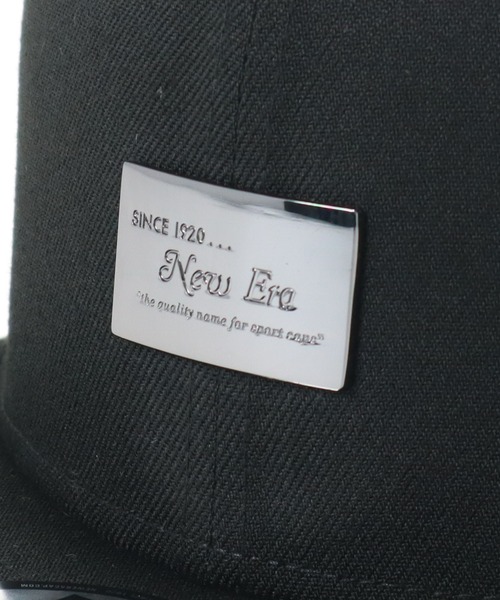 SINCE 1920...
New Era
"the quality name for sport caps"